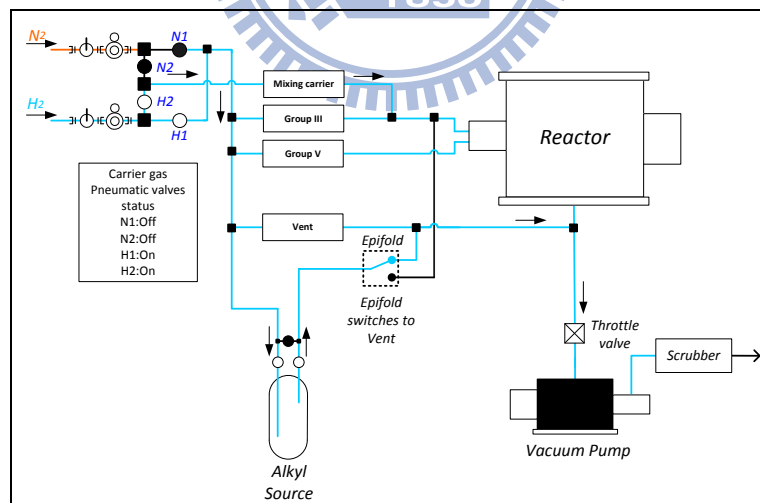 1898
N2
N1
N2
Mixing carrier
H2
H2
H1
Group III
Group V
Reactor
Carrier gas
Pneumatic valves
status
N1:Off
N2:Off
H1:On
H2:On
Vent
Epifold
Epifold
switches to
Vent
Throttle
valve
Scrubber
Vacuum Pump
Alkyl
Source